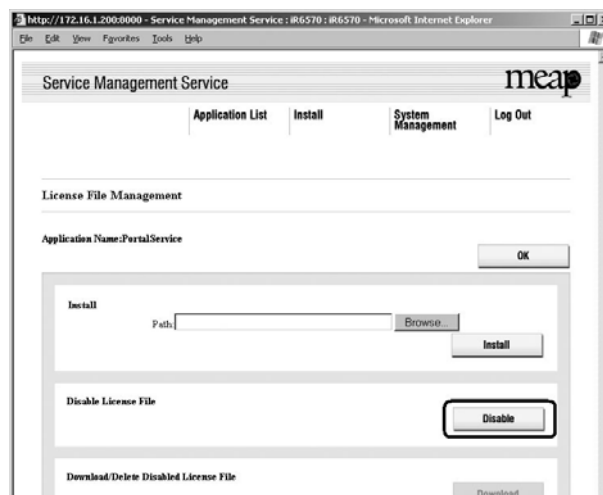 http://172.16.1.200:8000 - Service Management Service : iR6570 : iR6570 - Microsoft Internet Explorer
File Edit View Favorites Tools Help
Service Management Service
meap
Application List Install System Management Log Out
License File Management
Application Name:PortalService
OK
Install
Path: Browse...
Install
Disable License File
Disable
Download/Delete Disabled License File
Download